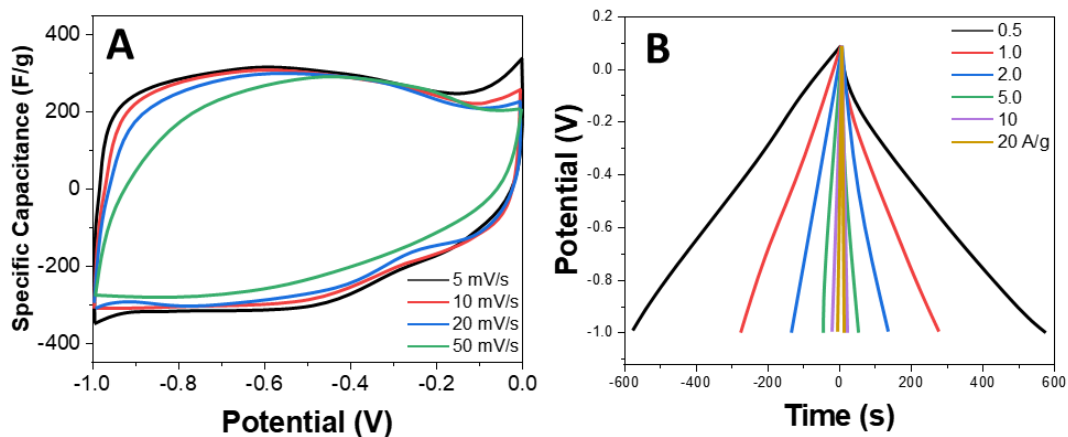 A
Specific Capacitance (F/g)
400
200
0
-200
-400
5 mV/s
10 mV/s
20 mV/s
50 mV/s
-1.0 -0.8 -0.6 -0.4 -0.2 0.0
Potential (V)
B
Potential (V)
0.2
0.0
-0.2
-0.4
-0.6
-0.8
-1.0
0.5
1.0
2.0
5.0
10
20 A/g
-600 -400 -200 0 200 400 600
Time (s)